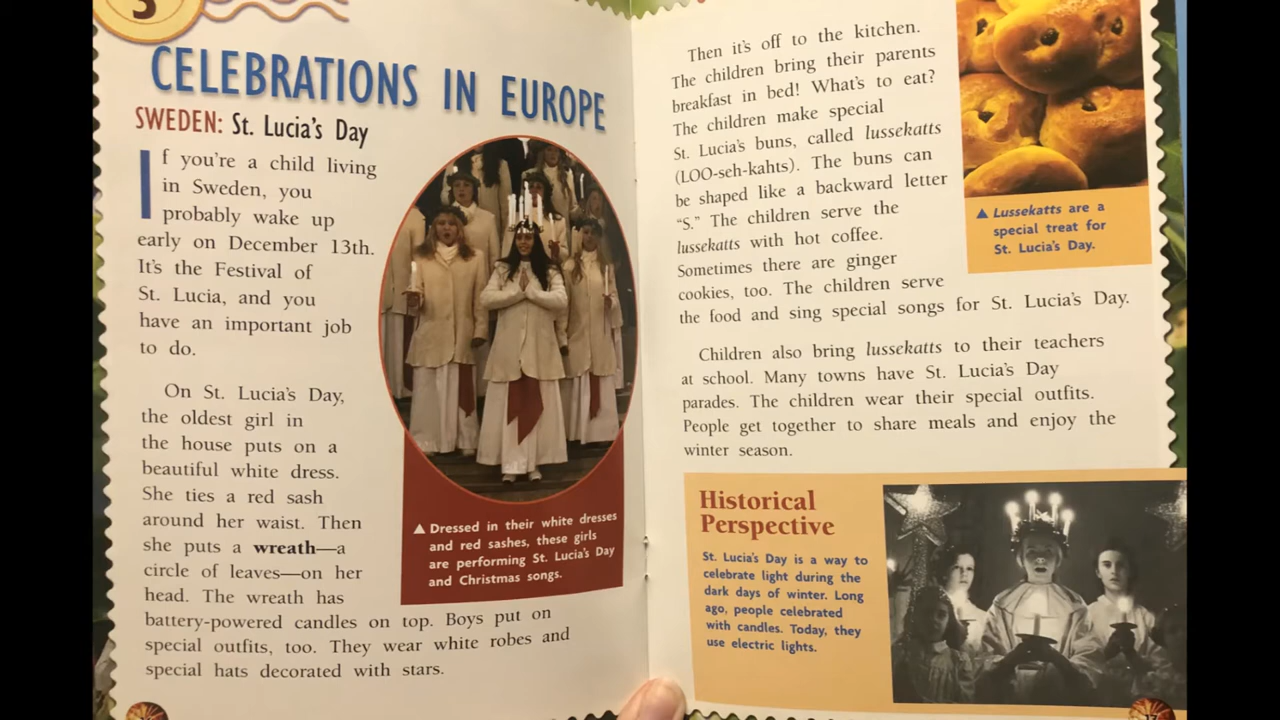 3
CELEBRATIONS IN EUROPE
SWEDEN: St. Lucia's Day
If you're a child living
in Sweden, you
probably wake up
early on December 13th.
It's the Festival of
St. Lucia, and you
have an important job
to do.
On St. Lucia's Day,
the oldest girl in
the house puts on a
beautiful white dress.
She ties a red sash
around her waist. Then
she puts a wreath—a
circle of leaves—on her
head. The wreath has
battery-powered candles on top. Boys put on
special outfits, too. They wear white robes and
special hats decorated with stars.
▲ Dressed in their white dresses
and red sashes, these girls
are performing St. Lucia's Day
and Christmas songs.
Then it's off to the kitchen.
The children bring their parents
breakfast in bed! What's to eat?
The children make special
St. Lucia's buns, called lussekatts
(LOO-seh-kahts). The buns can
be shaped like a backward letter
“S.” The children serve the
lussekatts with hot coffee.
Sometimes there are ginger
cookies, too. The children serve
the food and sing special songs for St. Lucia's Day.
▲ Lussekatts are a
special treat for
St. Lucia's Day.
Children also bring lussekatts to their teachers
at school. Many towns have St. Lucia's Day
parades. The children wear their special outfits.
People get together to share meals and enjoy the
winter season.
Historical
Perspective
St. Lucia's Day is a way to
celebrate light during the
dark days of winter. Long
ago, people celebrated
with candles. Today, they
use electric lights.